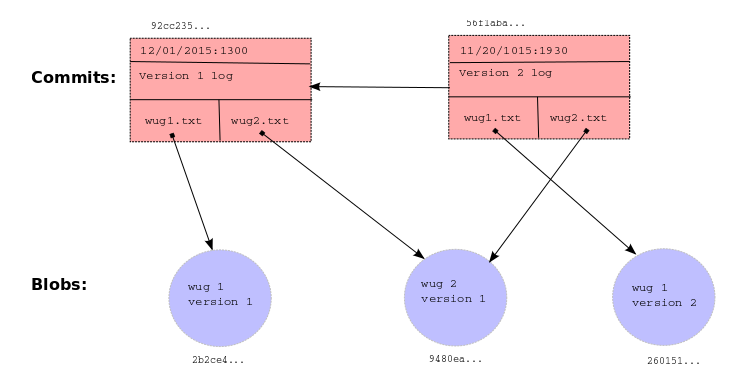 92cc235...
56f1aba...
12/01/2015:1300
11/20/1015:1930
Commits:
Version 1 log
Version 2 log
wug1.txt
wug2.txt
wug1.txt
wug2.txt
Blobs:
wug 1
version 1
wug 2
version 1
wug 1
version 2
2b2ce4...
9480ea...
260151...